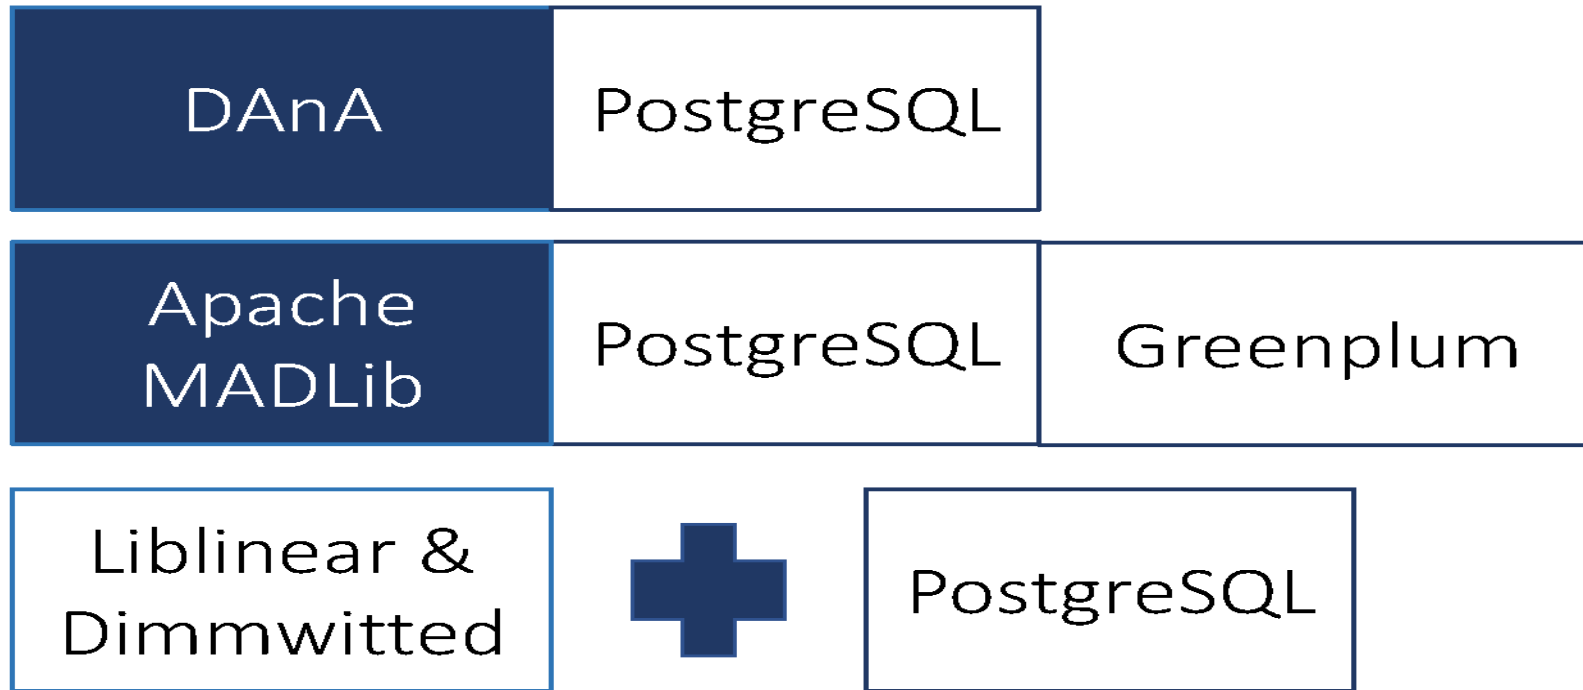 DAnA
PostgreSQL
Apache
MADLib
PostgreSQL
Greenplum
Liblinear &
Dimmwitted
PostgreSQL